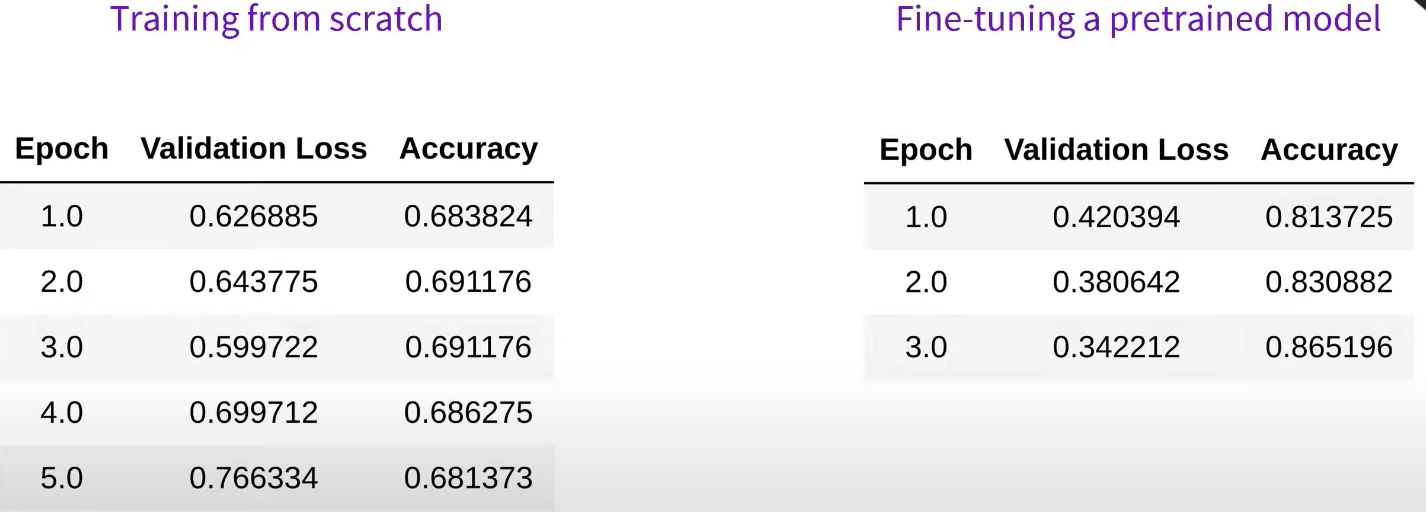 Training from scratch
Fine-tuning a pretrained model
Epoch Validation Loss Accuracy
1.0 0.626885 0.683824
2.0 0.643775 0.691176
3.0 0.599722 0.691176
4.0 0.699712 0.686275
5.0 0.766334 0.681373
Epoch Validation Loss Accuracy
1.0 0.420394 0.813725
2.0 0.380642 0.830882
3.0 0.342212 0.865196